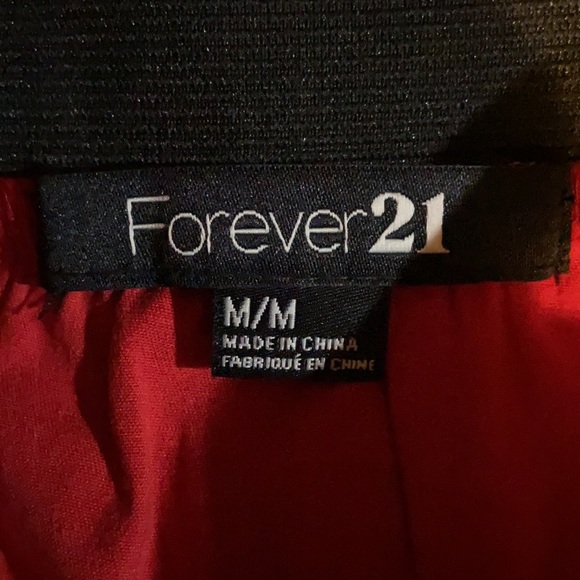 Forever21
M/M
MADE IN CHINA
FABRIQUÉ EN CHINE